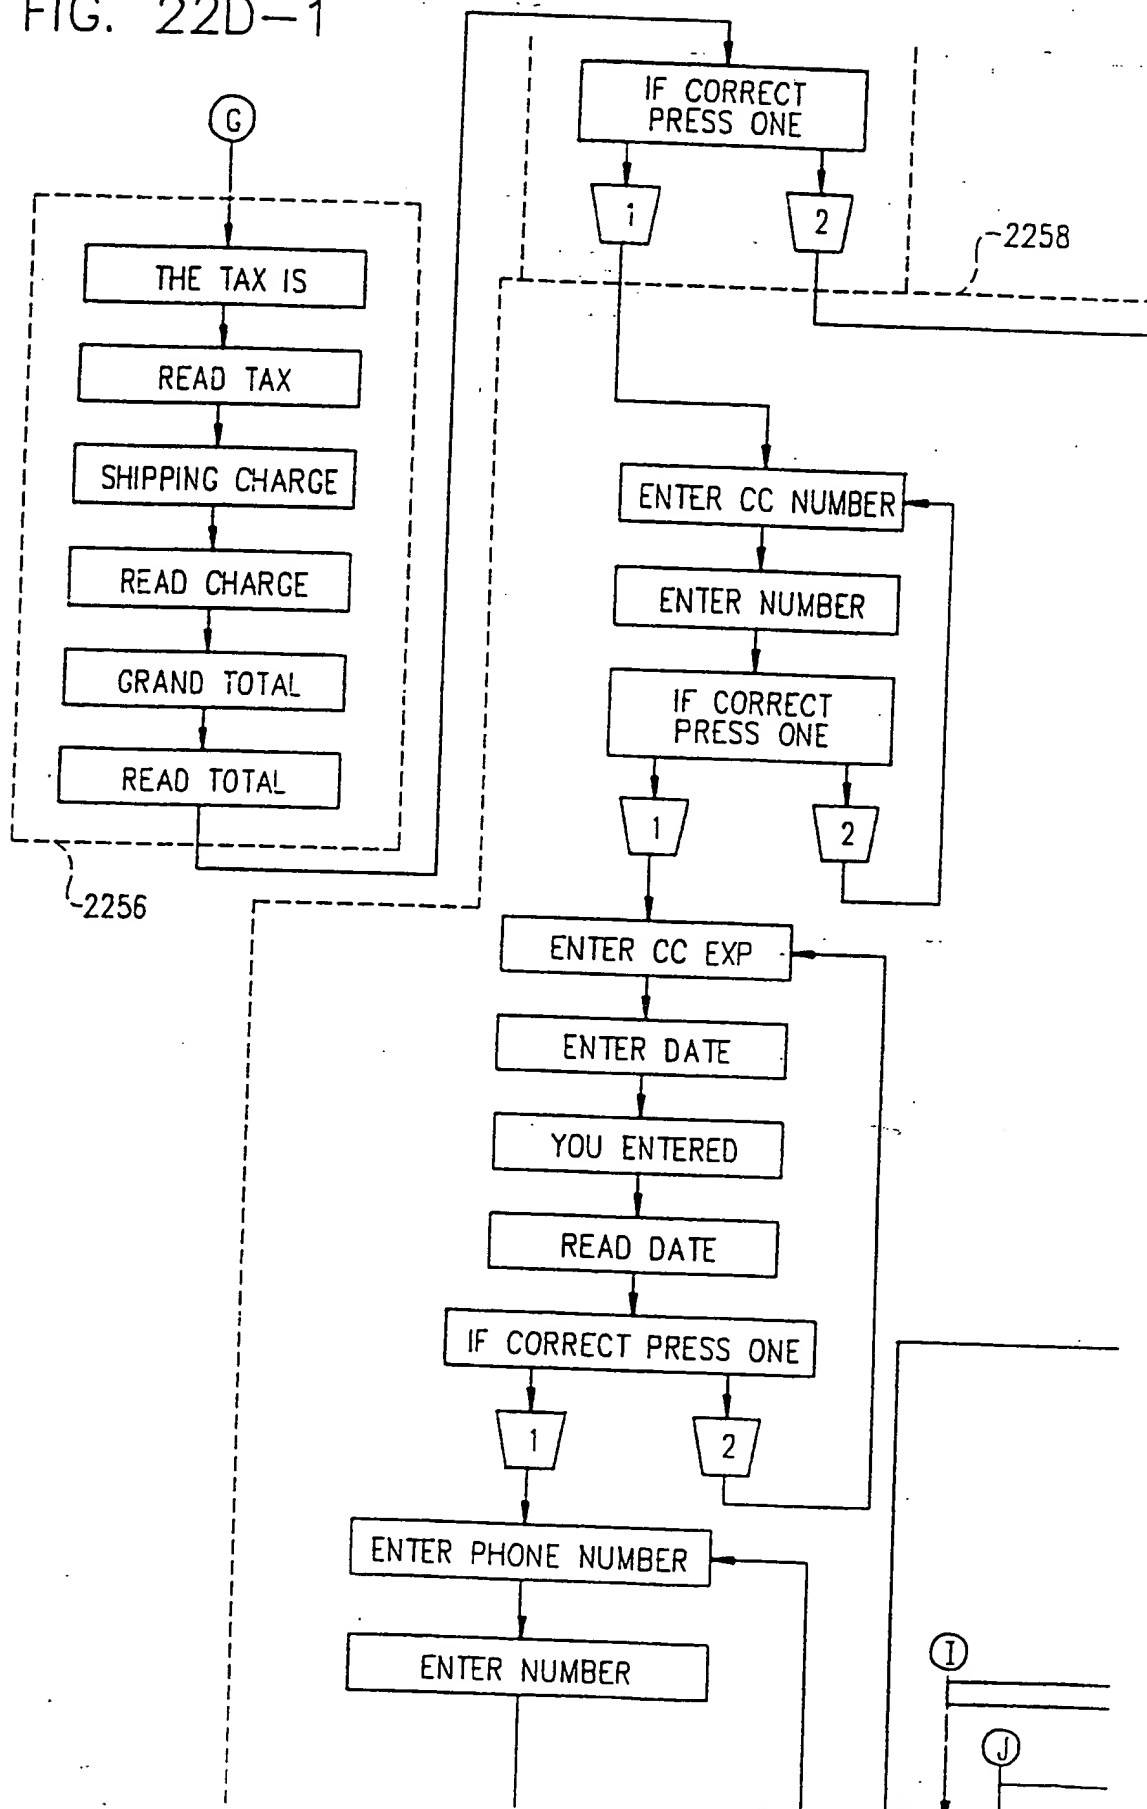 FIG. 22D-1
G
THE TAX IS
READ TAX
SHIPPING CHARGE
READ CHARGE
GRAND TOTAL
READ TOTAL
2256
IF CORRECT
PRESS ONE
1
2
2258
ENTER CC NUMBER
ENTER NUMBER
IF CORRECT
PRESS ONE
1
2
ENTER CC EXP
ENTER DATE
YOU ENTERED
READ DATE
IF CORRECT PRESS ONE
1
2
ENTER PHONE NUMBER
ENTER NUMBER
I
J